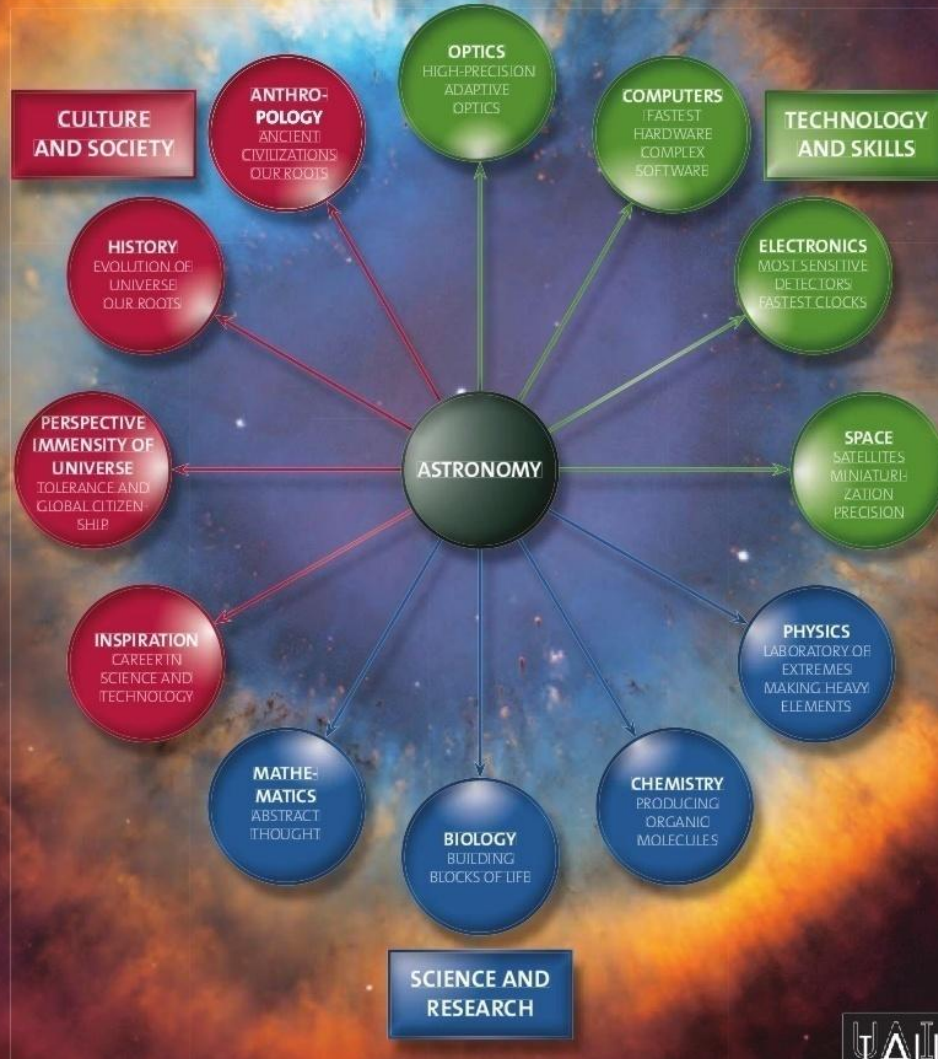 OPTICS
HIGH-PRECISION
ADAPTIVE
OPTICS
ANTHRO-
POLOGY
ANCIENT
CIVILIZATIONS
OUR ROOTS
COMPUTERS
FASTEST
HARDWARE
COMPLEX
SOFTWARE
CULTURE
AND SOCIETY
TECHNOLOGY
AND SKILLS
HISTORY
EVOLUTION OF
UNIVERSE
OUR ROOTS
ELECTRONICS
MOST SENSITIVE
DETECTORS
FASTEST CLOCKS
PERSPECTIVE
IMMENSITY OF
UNIVERSE
TOLERANCE AND
GLOBAL CITIZEN-
SHIP
ASTRONOMY
SPACE
SATELLITES
MINIATURI-
ZATION
PRECISION
INSPIRATION
CAREER IN
SCIENCE AND
TECHNOLOGY
PHYSICS
LABORATORY OF
EXTREMES
MAKING HEAVY
ELEMENTS
MATHE-
MATICS
ABSTRACT
THOUGHT
BIOLOGY
BUILDING
BLOCKS OF LIFE
CHEMISTRY
PRODUCING
ORGANIC
MOLECULES
SCIENCE AND
RESEARCH